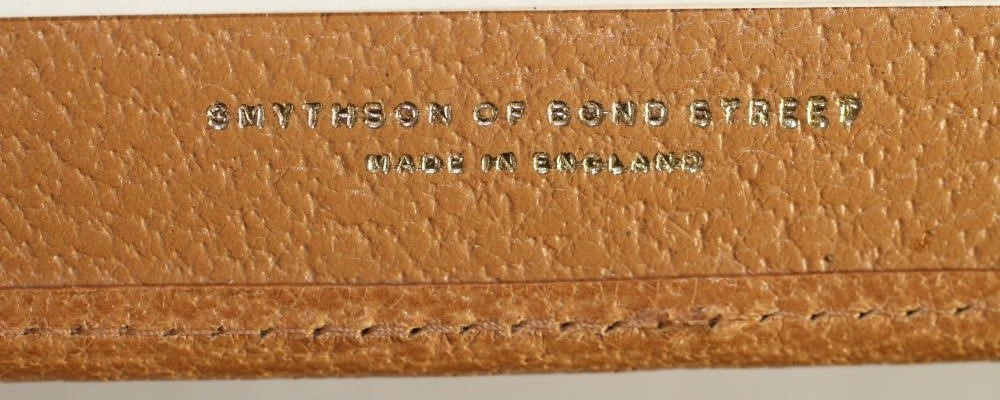 SMYTHSON OF BOND STREET
MADE IN ENGLAND